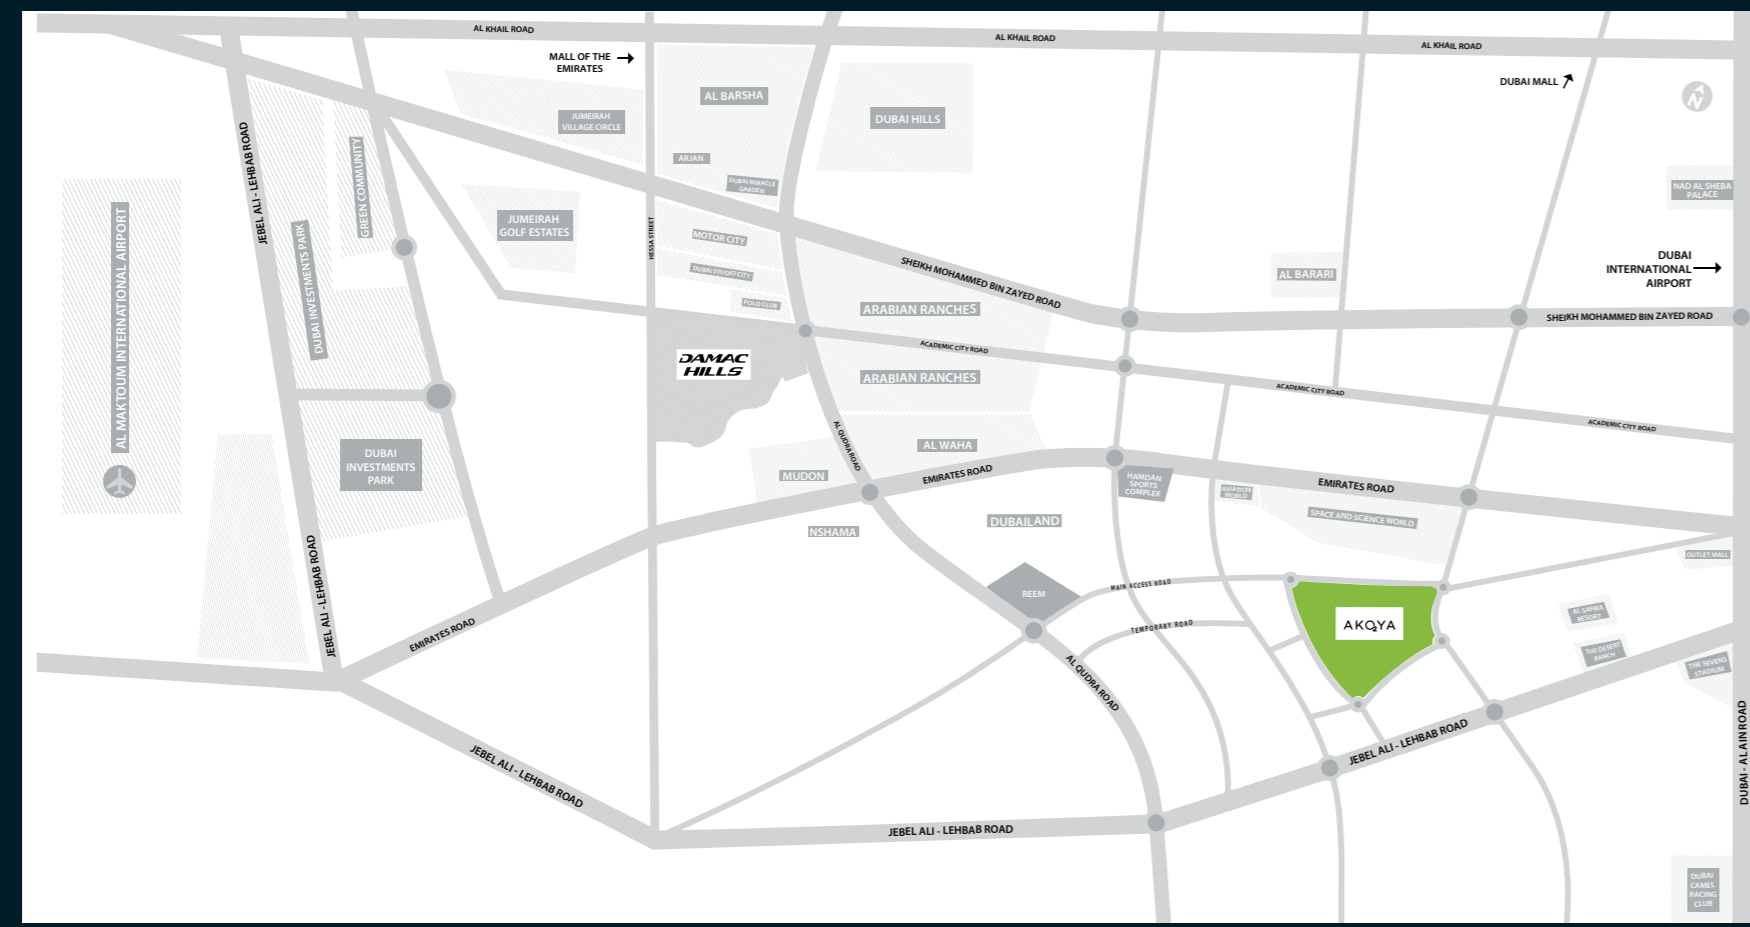 AL KHAIL ROAD
AL KHAIL ROAD
AL KHAIL ROAD
MALL OF THE
EMIRATES
DUBAI MALL
N
AL BARSHA
JUMEIRAH
VILLAGE CIRCLE
DUBAI HILLS
ARJAN
DUBAI MIRACLE
GARDEN
NAD AL SHEBA
PALACE
JEBEL ALI - LEHBAB ROAD
GREEN COMMUNITY
DUBAI INVESTMENTS PARK
AL MAKTOUM INTERNATIONAL AIRPORT
JUMEIRAH
GOLF ESTATES
HESSA STREET
MOTOR CITY
DUBAI STUDIO CITY
POLO CLUB
SHEIKH MOHAMMED BIN ZAYED ROAD
AL BARARI
DUBAI
INTERNATIONAL
AIRPORT
SHEIKH MOHAMMED BIN ZAYED ROAD
ARABIAN RANCHES
ACADEMIC CITY ROAD
ARABIAN RANCHES
ACADEMIC CITY ROAD
ACADEMIC CITY ROAD
DAMAC
HILLS
AL QUDRA ROAD
AL WAHA
MUDON
EMIRATES ROAD
DUBAI
INVESTMENTS
PARK
HAMDAN
SPORTS
COMPLEX
AVIATION
WORLD
EMIRATES ROAD
SPACE AND SCIENCE WORLD
NSHAMA
DUBAILAND
OUTLET MALL
JEBEL ALI - LEHBAB ROAD
EMIRATES ROAD
REEM
MAIN ACCESS ROAD
TEMPORARY ROAD
AKO2YA
AL SAHRA
RESORT
THE DESERT
RANCH
THE SEVENS
STADIUM
AL QUDRA ROAD
JEBEL ALI - LEHBAB ROAD
JEBEL ALI - LEHBAB ROAD
JEBEL ALI - LEHBAB ROAD
DUBAI - AL AIN ROAD
DUBAI
CAMEL
RACING
CLUB